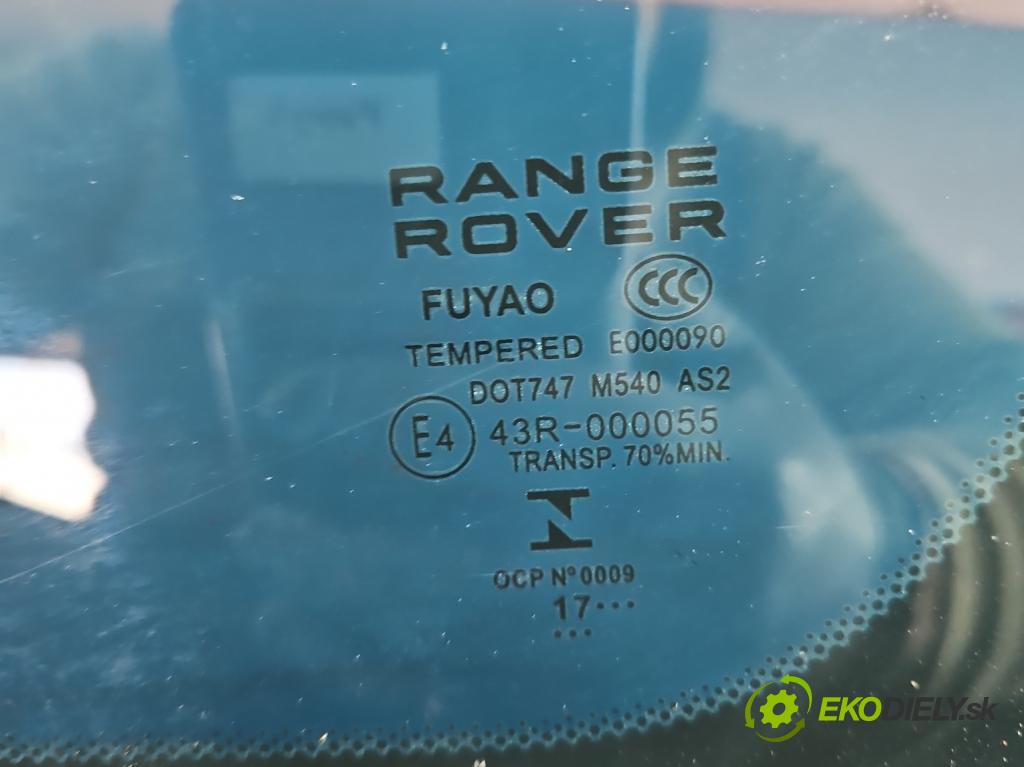 RANGE
ROVER
FUYAO CCC
TEMPERED E000090
DOT747 M540 AS2
E4 43R-000055
TRANSP. 70%MIN.
OCP Nº0009
17•••
•••
EKODIELY.sk